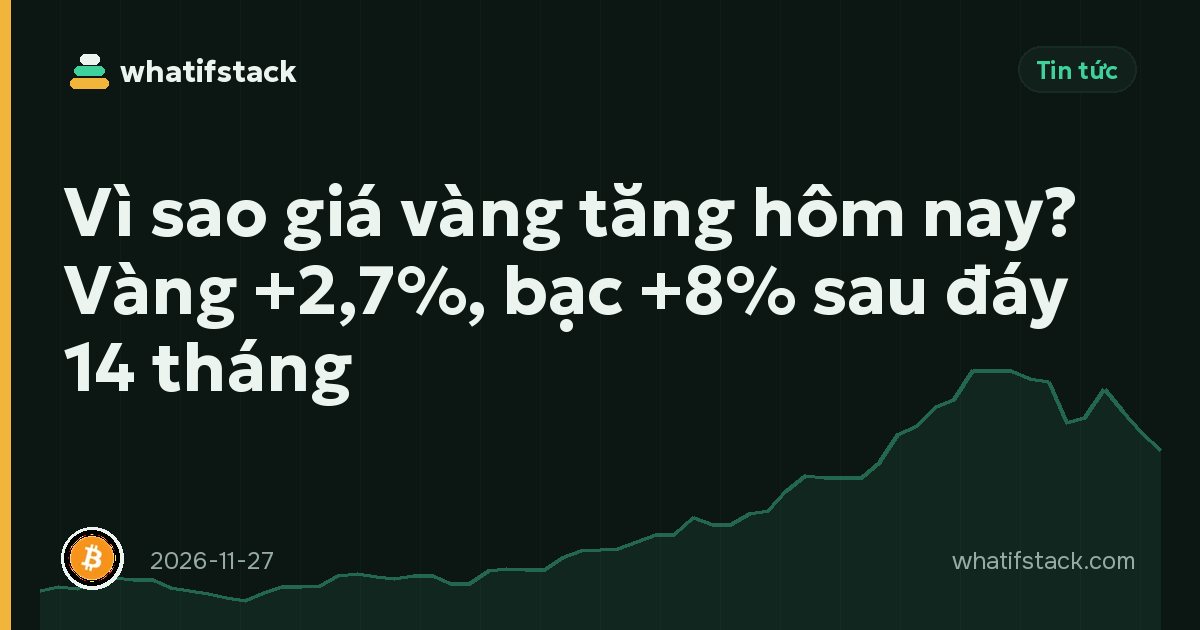 whatifstack
Tin tức
Vì sao giá vàng tăng hôm nay?
Vàng +2,7%, bạc +8% sau đáy
14 tháng
2026-11-27
whatifstack.com